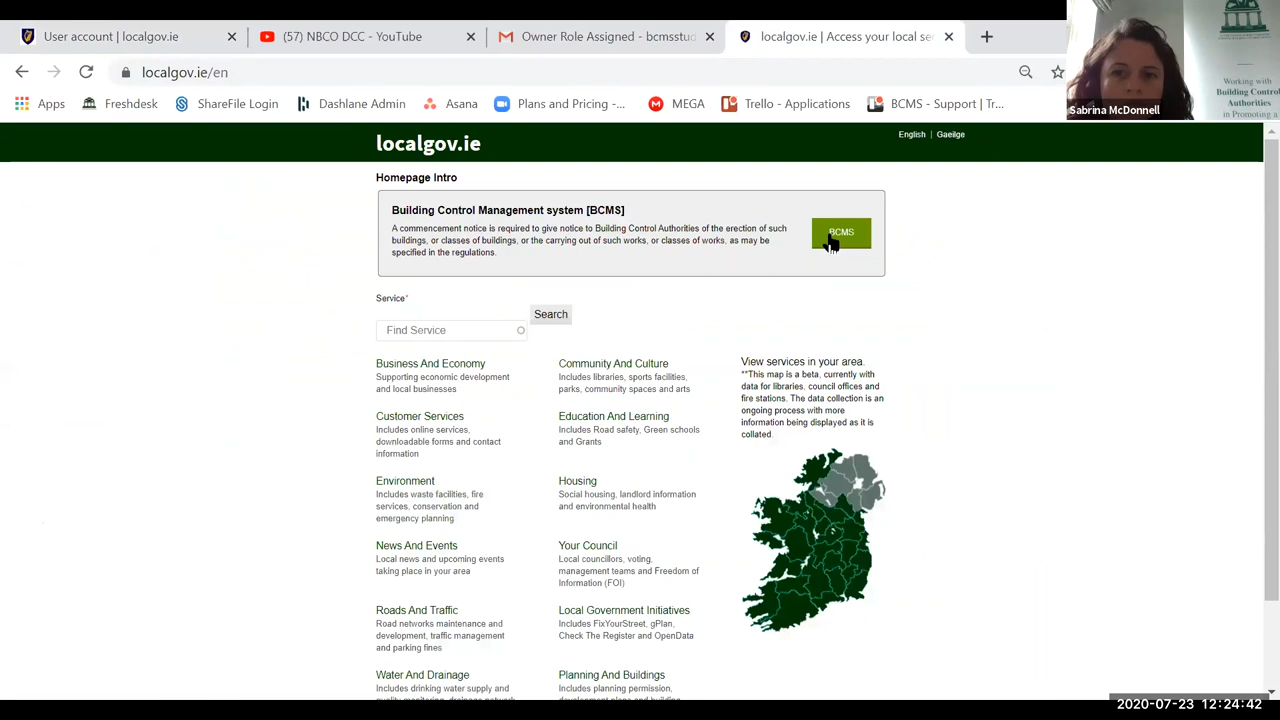 User account | localgov.ie
(57) NBCO DCC - YouTube
Owner Role Assigned - bcmsstu
localgov.ie | Access your local se
localgov.ie/en
Apps
Freshdesk
ShareFile Login
Dashlane Admin
Asana
Plans and Pricing -...
MEGA
Trello - Applications
BCMS - Support | Tr...
Working with
Building Control
Authorities
in Promoting a
Sabrina McDonnell
localgov.ie
English | Gaeilge
Homepage Intro
Building Control Management system [BCMS]
A commencement notice is required to give notice to Building Control Authorities of the erection of such
buildings, or classes of buildings, or the carrying out of such works, or classes of works, as may be
specified in the regulations.
BCMS
Service*
Find Service
Search
Business And Economy
Supporting economic development
and local businesses
Community And Culture
Includes libraries, sports facilities,
parks, community spaces and arts
View services in your area.
**This map is a beta, currently with
data for libraries, council offices and
fire stations. The data collection is an
ongoing process with more
information being displayed as it is
collated.
Customer Services
Includes online services,
downloadable forms and contact
information
Education And Learning
Includes Road safety, Green schools
and Grants
Environment
Includes waste facilities, fire
services, conservation and
emergency planning
Housing
Social housing, landlord information
and environmental health
News And Events
Local news and upcoming events
taking place in your area
Your Council
Local councillors, voting,
management teams and Freedom of
Information (FOI)
Roads And Traffic
Road networks maintenance and
development, traffic management
and parking fines
Local Government Initiatives
Includes FixYourStreet, gPlan,
Check The Register and OpenData
Water And Drainage
Includes drinking water supply and
Planning And Buildings
Includes planning permission,
2020-07-23 12:24:42